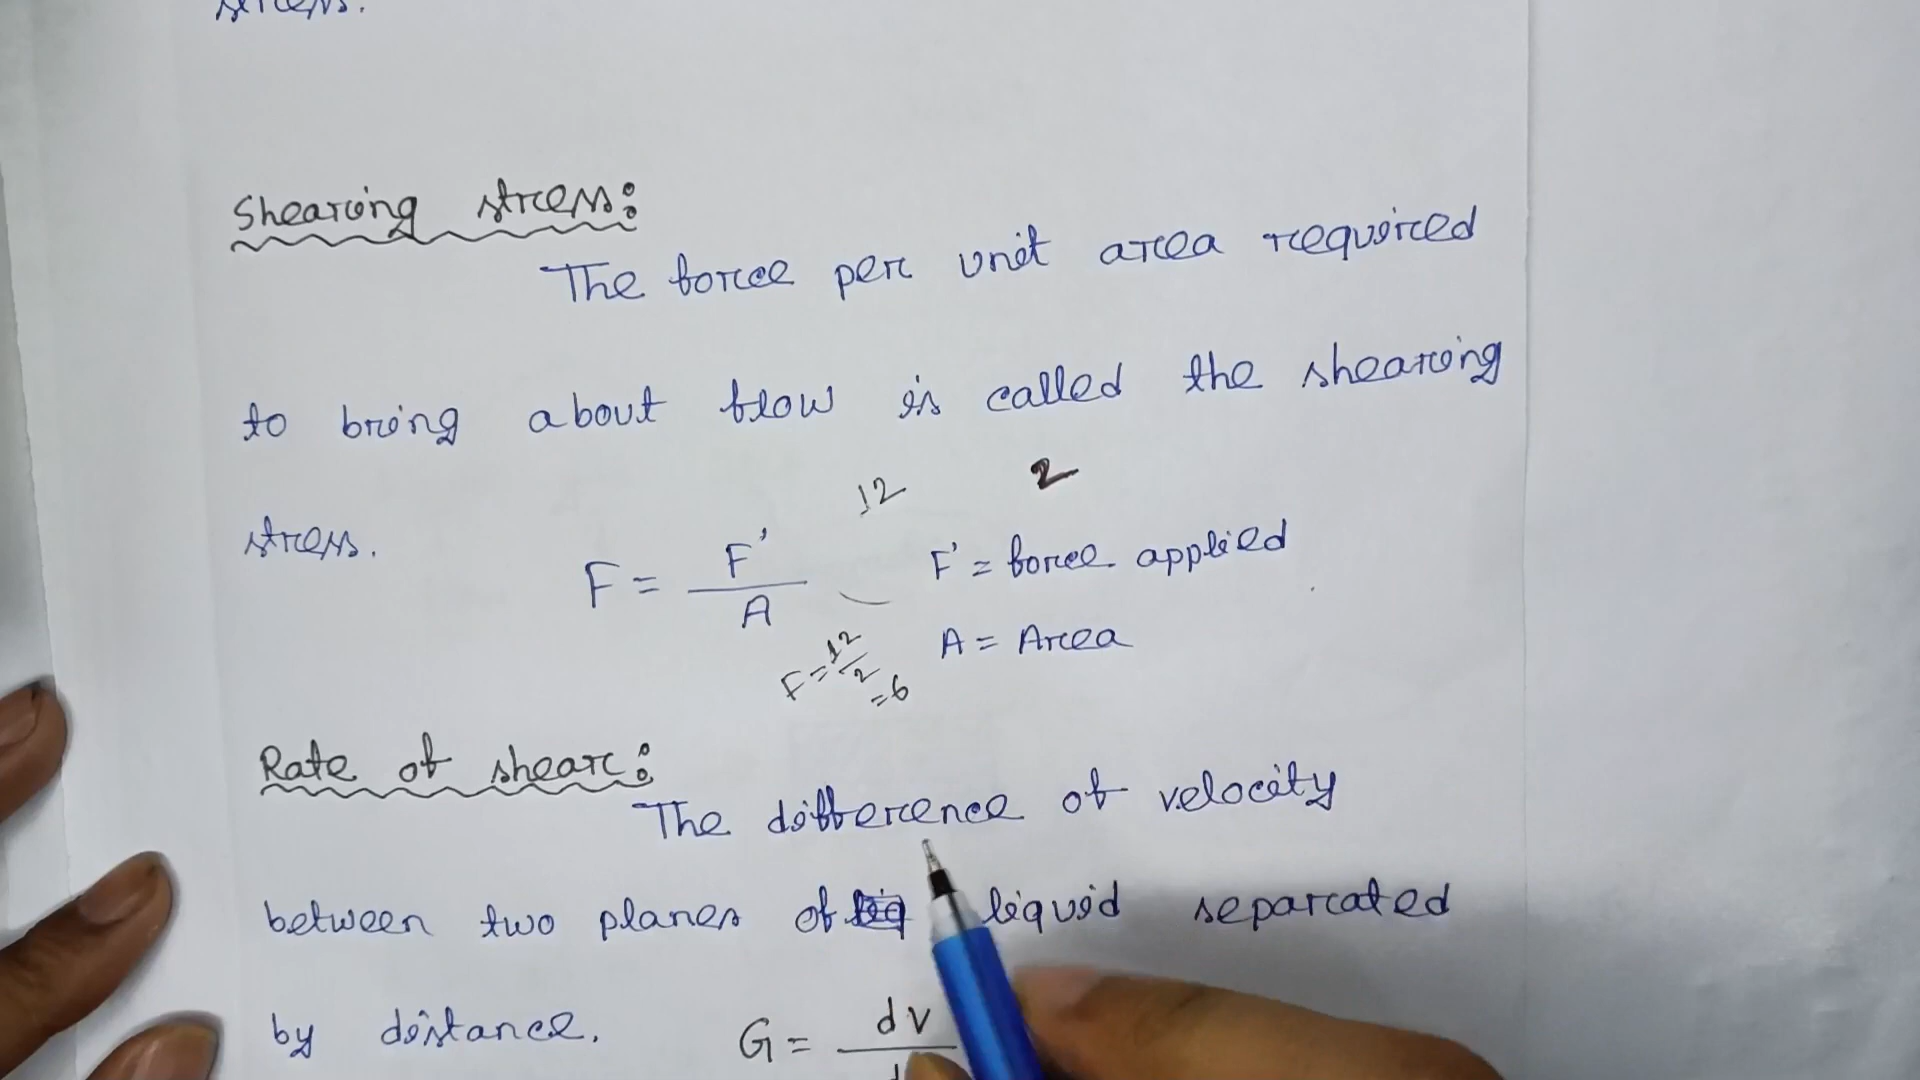 stress.
Shearing stress:
The force per unit area required
to bring about flow is called the shearing
stress.
12 2
F = F' / A
F' = force applied
A = Area
F = 12 / 2
= 6
Rate of shear:
The difference of velocity
between two planes of liquid separated
by distance.
G = dv